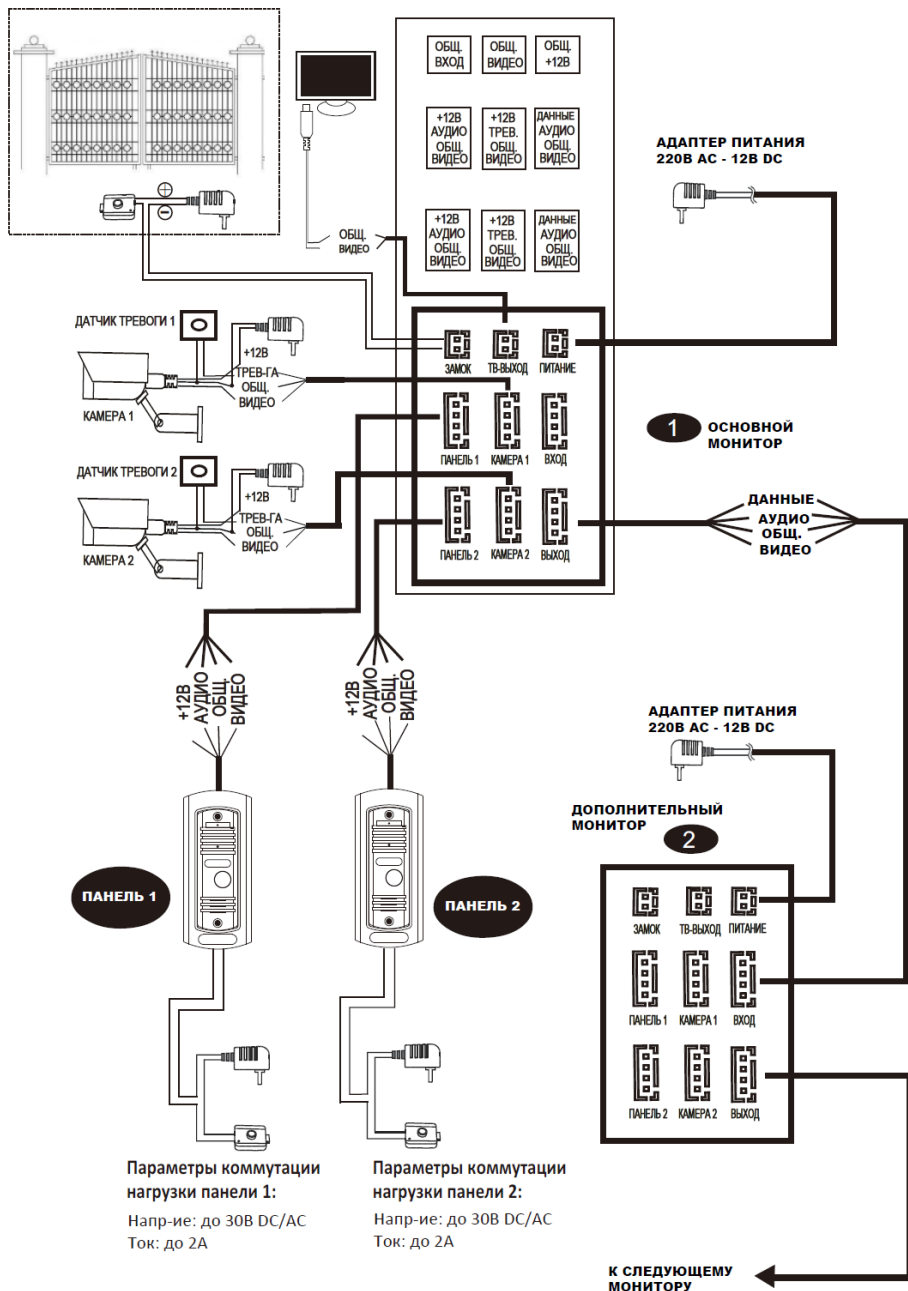 ОБЩ.
ВХОД
ОБЩ.
ВИДЕО
ОБЩ.
+12В
+12В
АУДИО
ОБЩ.
ВИДЕО
+12В
ТРЕВ.
ОБЩ.
ВИДЕО
ДАННЫЕ
АУДИО
ОБЩ.
ВИДЕО
+12В
АУДИО
ОБЩ.
ВИДЕО
+12В
ТРЕВ.
ОБЩ.
ВИДЕО
ДАННЫЕ
АУДИО
ОБЩ.
ВИДЕО
АДАПТЕР ПИТАНИЯ
220В AC - 12В DC
+
−
ОБЩ.
ВИДЕО
ДАТЧИК ТРЕВОГИ 1
+12В
ТРЕВ-ГА
ОБЩ.
ВИДЕО
КАМЕРА 1
ДАТЧИК ТРЕВОГИ 2
+12В
ТРЕВ-ГА
ОБЩ.
ВИДЕО
КАМЕРА 2
ЗАМОК
ТВ-ВЫХОД
ПИТАНИЕ
ПАНЕЛЬ 1
КАМЕРА 1
ВХОД
ПАНЕЛЬ 2
КАМЕРА 2
ВЫХОД
1
ОСНОВНОЙ
МОНИТОР
ДАННЫЕ
АУДИО
ОБЩ.
ВИДЕО
+12В
АУДИО
ОБЩ.
ВИДЕО
+12В
АУДИО
ОБЩ.
ВИДЕО
АДАПТЕР ПИТАНИЯ
220В AC - 12В DC
ДОПОЛНИТЕЛЬНЫЙ
МОНИТОР
2
ПАНЕЛЬ 1
ПАНЕЛЬ 2
ЗАМОК
ТВ-ВЫХОД
ПИТАНИЕ
ПАНЕЛЬ 1
КАМЕРА 1
ВХОД
ПАНЕЛЬ 2
КАМЕРА 2
ВЫХОД
Параметры коммутации
нагрузки панели 1:
Напр-ие: до 30В DC/AC
Ток: до 2А
Параметры коммутации
нагрузки панели 2:
Напр-ие: до 30В DC/AC
Ток: до 2А
К СЛЕДУЮЩЕМУ
МОНИТОРУ